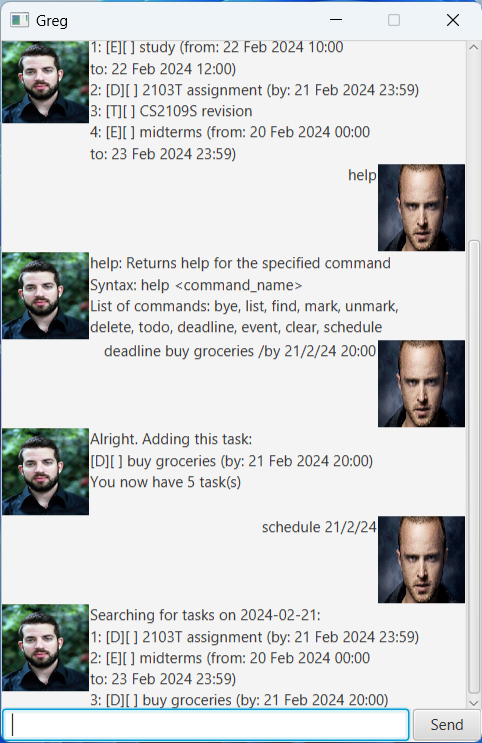 Greg
1: [E][ ] study (from: 22 Feb 2024 10:00
to: 22 Feb 2024 12:00)
2: [D][ ] 2103T assignment (by: 21 Feb 2024 23:59)
3: [T][ ] CS2109S revision
4: [E][ ] midterms (from: 20 Feb 2024 00:00
to: 23 Feb 2024 23:59)
help
help: Returns help for the specified command
Syntax: help <command_name>
List of commands: bye, list, find, mark, unmark,
delete, todo, deadline, event, clear, schedule
deadline buy groceries /by 21/2/24 20:00
Alright. Adding this task:
[D][ ] buy groceries (by: 21 Feb 2024 20:00)
You now have 5 task(s)
schedule 21/2/24
Searching for tasks on 2024-02-21:
1: [D][ ] 2103T assignment (by: 21 Feb 2024 23:59)
2: [E][ ] midterms (from: 20 Feb 2024 00:00
to: 23 Feb 2024 23:59)
3: [D][ ] buy groceries (by: 21 Feb 2024 20:00)
Send